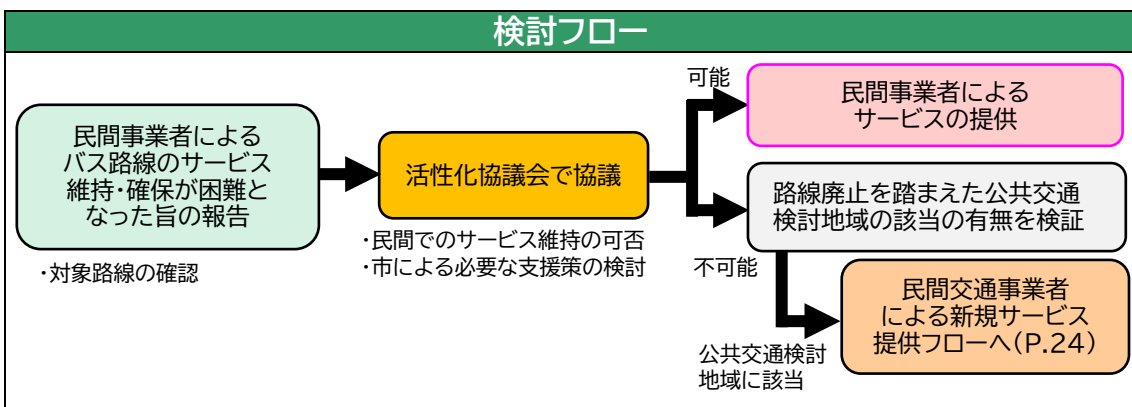 検討フロー
民間事業者による
バス路線のサービス
維持・確保が困難と
なった旨の報告
・対象路線の確認
活性化協議会で協議
・民間でのサービス維持の可否
・市による必要な支援策の検討
可能
民間事業者による
サービスの提供
不可能
路線廃止を踏まえた公共交通
検討地域の該当の有無を検証
公共交通検討
地域に該当
民間交通事業者
による新規サービス
提供フローへ(P.24)